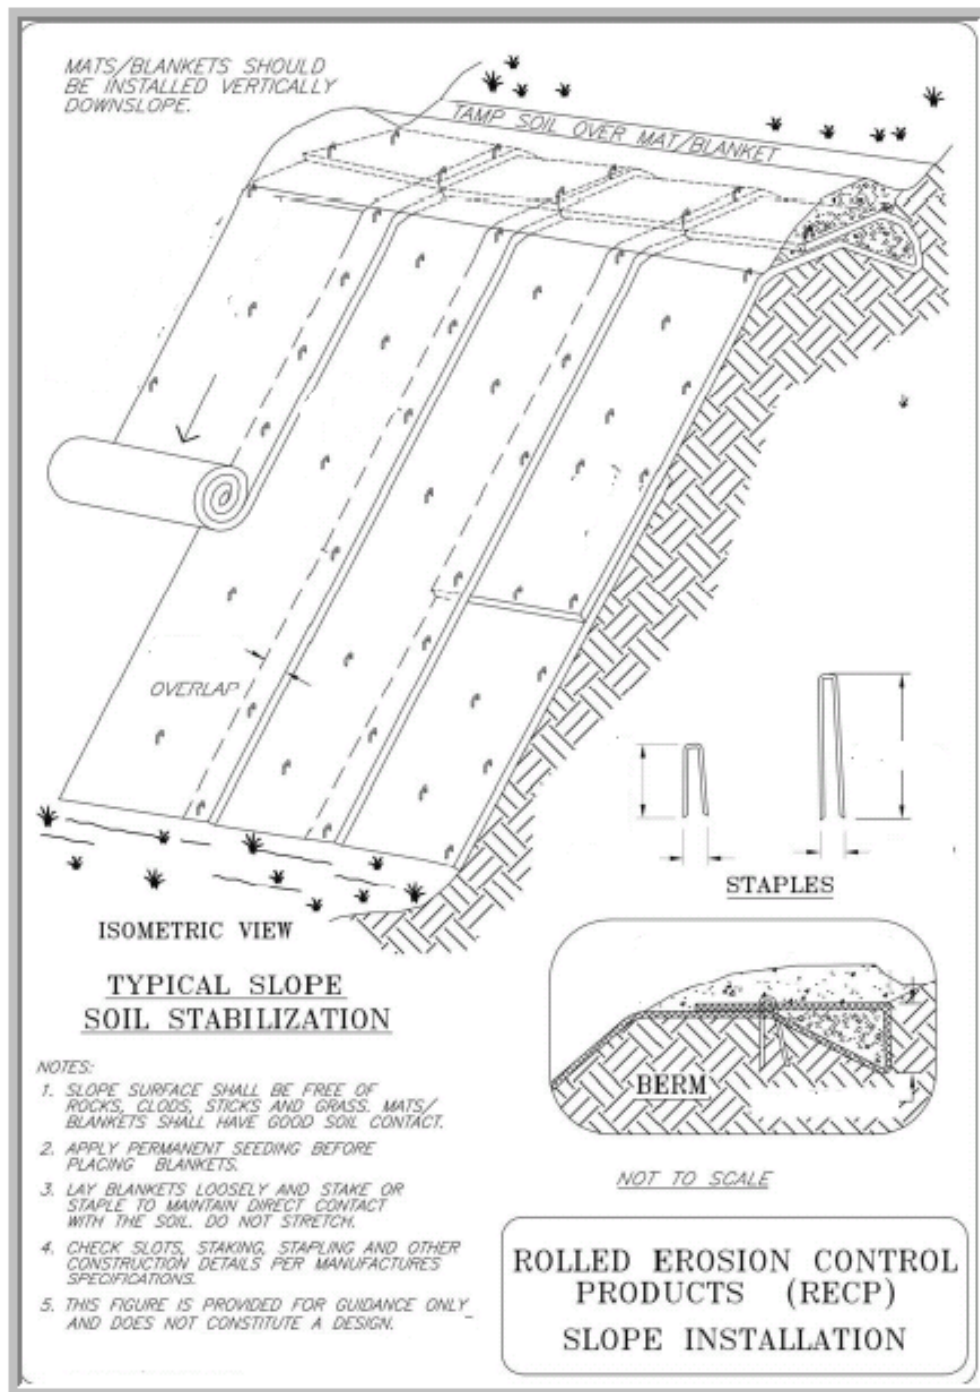 MATS/BLANKETS SHOULD
BE INSTALLED VERTICALLY
DOWNSLOPE.
TAMP SOIL OVER MAT/BLANKET
OVERLAP
STAPLES
ISOMETRIC VIEW
TYPICAL SLOPE
SOIL STABILIZATION
BERM
NOT TO SCALE
NOTES:
1. SLOPE SURFACE SHALL BE FREE OF
ROCKS, CLODS, STICKS AND GRASS. MATS/
BLANKETS SHALL HAVE GOOD SOIL CONTACT.
2. APPLY PERMANENT SEEDING BEFORE
PLACING BLANKETS.
3. LAY BLANKETS LOOSELY AND STAKE OR
STAPLE TO MAINTAIN DIRECT CONTACT
WITH THE SOIL. DO NOT STRETCH.
4. CHECK SLOTS, STAKING, STAPLING AND OTHER
CONSTRUCTION DETAILS PER MANUFACTURES
SPECIFICATIONS.
5. THIS FIGURE IS PROVIDED FOR GUIDANCE ONLY
AND DOES NOT CONSTITUTE A DESIGN.
ROLLED EROSION CONTROL
PRODUCTS (RECP)
SLOPE INSTALLATION